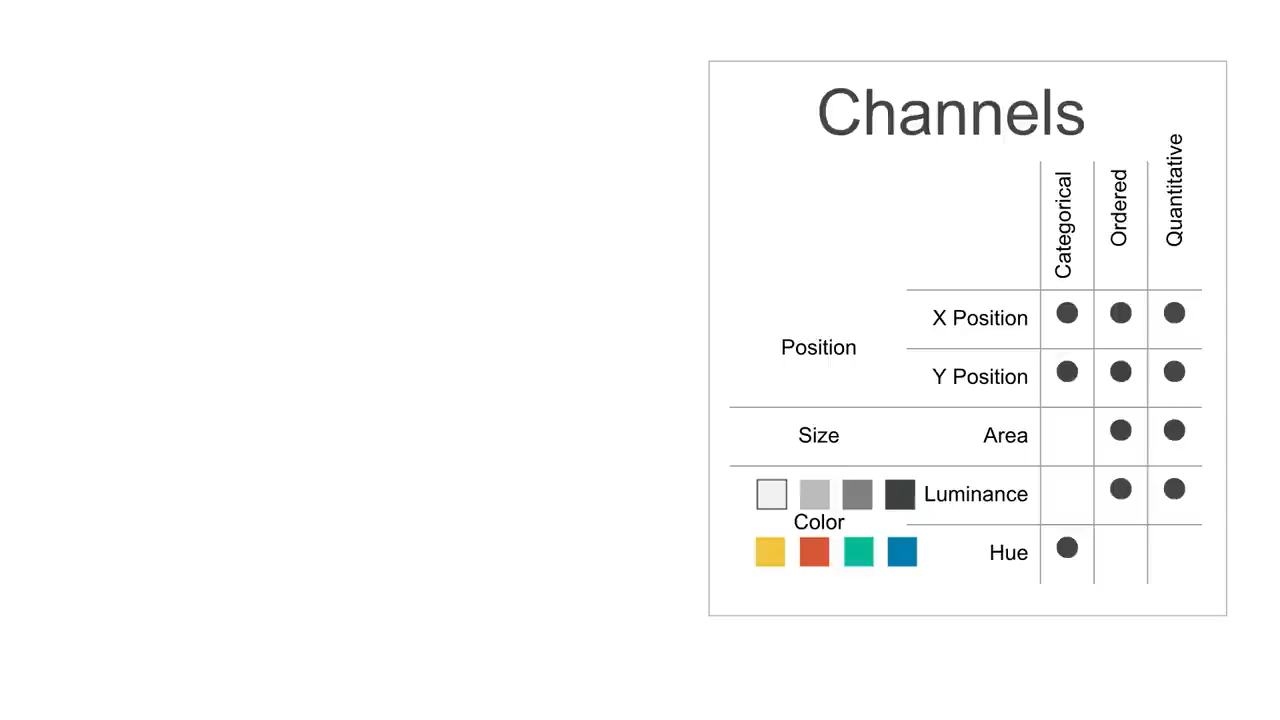 Channels
Categorical
Ordered
Quantitative
Position
X Position
Y Position
Size
Area
Color
Luminance
Hue